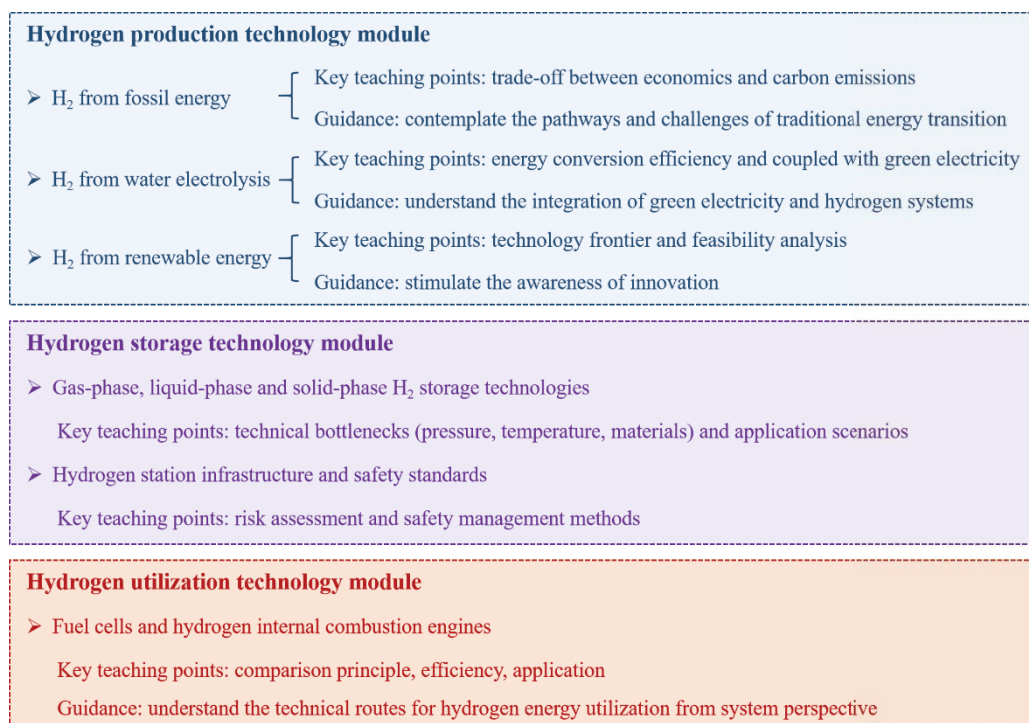 Hydrogen production technology module
➢ H₂ from fossil energy
Key teaching points: trade-off between economics and carbon emissions
Guidance: contemplate the pathways and challenges of traditional energy transition
➢ H₂ from water electrolysis
Key teaching points: energy conversion efficiency and coupled with green electricity
Guidance: understand the integration of green electricity and hydrogen systems
➢ H₂ from renewable energy
Key teaching points: technology frontier and feasibility analysis
Guidance: stimulate the awareness of innovation
Hydrogen storage technology module
➢ Gas-phase, liquid-phase and solid-phase H₂ storage technologies
Key teaching points: technical bottlenecks (pressure, temperature, materials) and application scenarios
➢ Hydrogen station infrastructure and safety standards
Key teaching points: risk assessment and safety management methods
Hydrogen utilization technology module
➢ Fuel cells and hydrogen internal combustion engines
Key teaching points: comparison principle, efficiency, application
Guidance: understand the technical routes for hydrogen energy utilization from system perspective